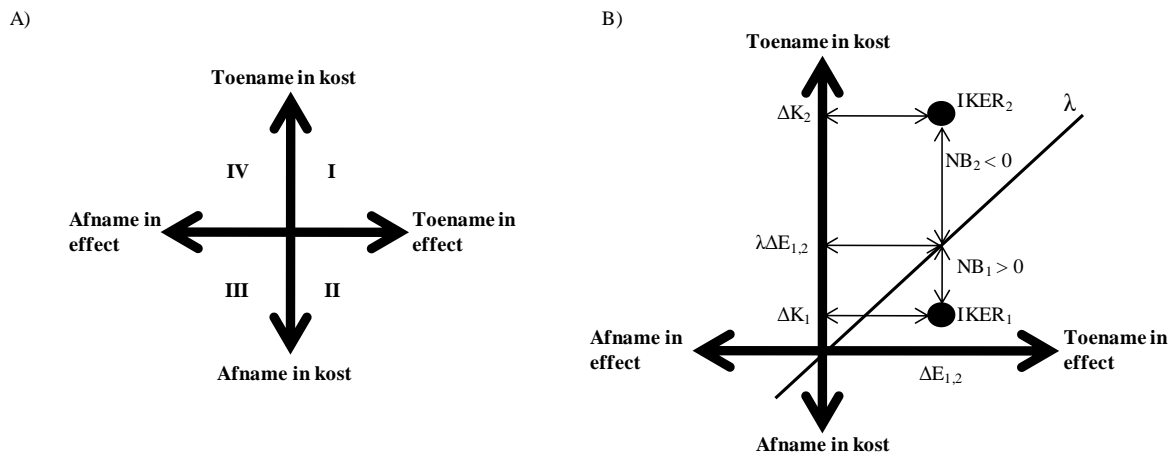 A)
Toename in kost
IV
I
Afname in
effect
Toename in
effect
III
II
Afname in kost
B)
Toename in kost
ΔK₂
IKER₂
λ
NB₂ < 0
λΔE₁,₂
NB₁ > 0
ΔK₁
IKER₁
Afname in
effect
Toename in
effect
ΔE₁,₂
Afname in kost